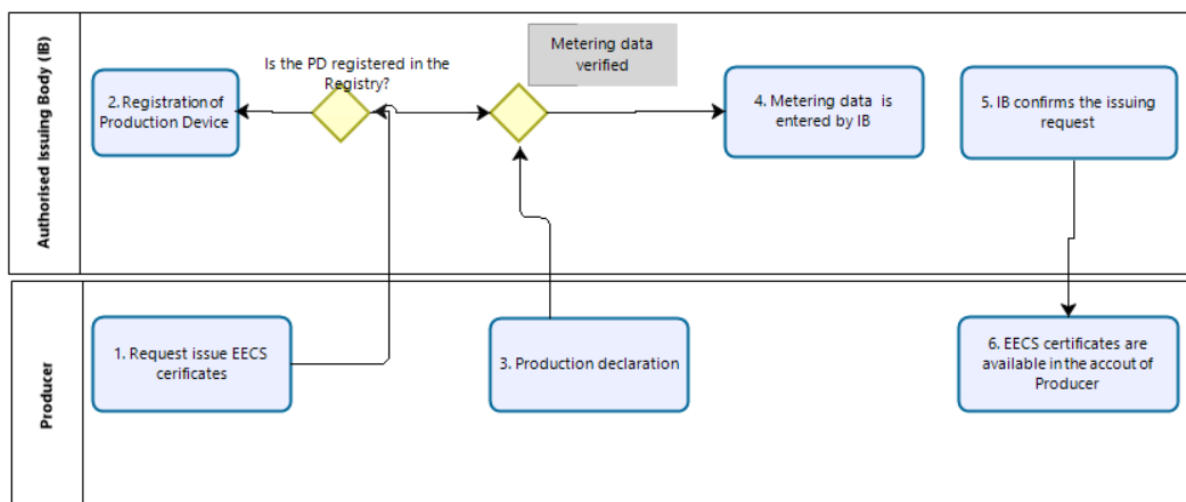 Authorised Issuing Body (IB)
Is the PD registered in the
Registry?
Metering data
verified
2. Registration of
Production Device
4. Metering data is
entered by IB
5. IB confirms the issuing
request
Producer
1. Request issue EECS
cerificates
3. Production declaration
6. EECS certificates are
available in the accout of
Producer